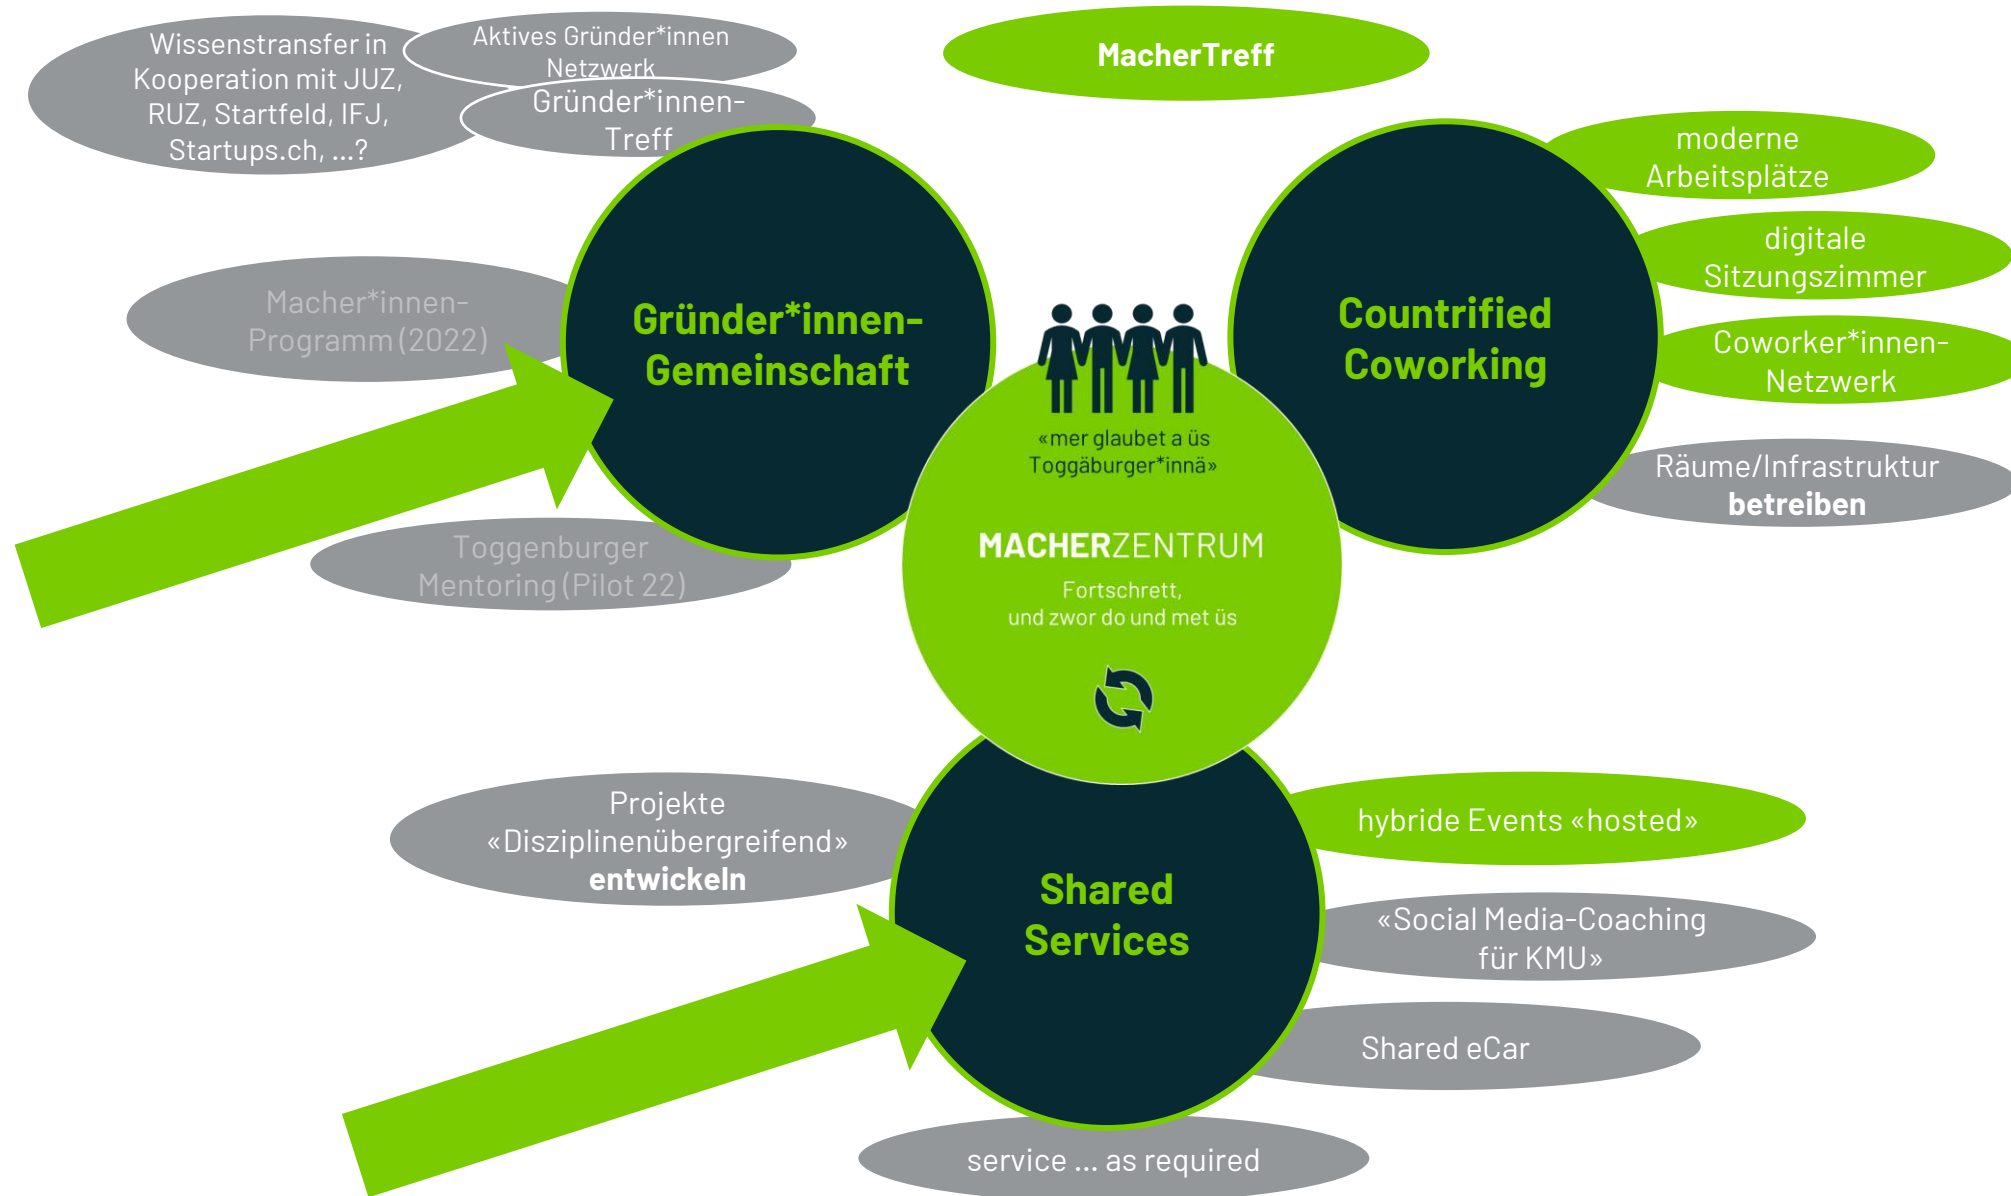 Wissenstransfer in
Kooperation mit JUZ,
RUZ, Startfeld, IFJ,
Startups.ch, ...?
Aktives Gründer*innen
Netzwerk
Gründer*innen-
Treff
MacherTreff
moderne
Arbeitsplätze
digitale
Sitzungszimmer
Coworker*innen-
Netzwerk
Räume/Infrastruktur
betreiben
Macher*innen-
Programm (2022)
Gründer*innen-
Gemeinschaft
Countrified
Coworking
«mer glaubet a üs
Toggäburger*innä»
MACHERZENTRUM
Fortschrett,
und zwor do und met üs
Toggenburger
Mentoring (Pilot 22)
Projekte
«Disziplinenübergreifend»
entwickeln
Shared
Services
hybride Events «hosted»
«Social Media-Coaching
für KMU»
Shared eCar
service ... as required